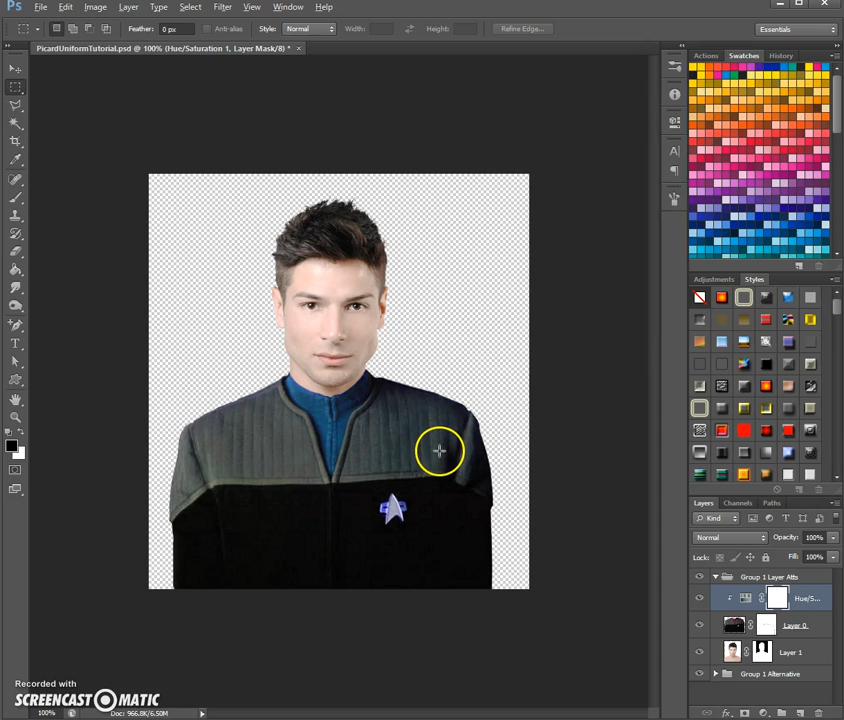 Ps File Edit Image Layer Type Select Filter View Window Help
Feather: 0 px Anti-alias Style: Normal Width: Height: Refine Edge... Essentials
PicardUniformTutorial.psd @ 100% (Hue/Saturation 1, Layer Mask/8) * ×
Actions Swatches History
Adjustments Styles
Layers Channels Paths
Kind
Normal Opacity: 100%
Lock: Fill: 100%
Group 1 Layer Atts
Hue/S...
Layer 0
Layer 1
Group 1 Alternative
Recorded with
SCREENCAST MATIC
100% Doc: 966.8K/6.50M